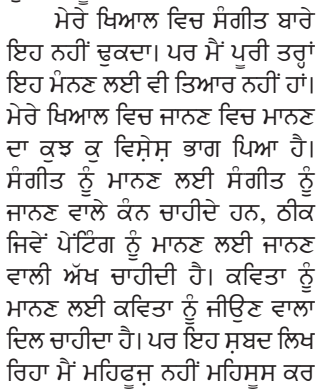 ਮੇਰੇ ਖਿਆਲ ਵਿਚ ਸੰਗੀਤ ਬਾਰੇ
ਇਹ ਨਹੀਂ ਢੁਕਦਾ। ਪਰ ਮੈਂ ਪੂਰੀ ਤਰ੍ਹਾਂ
ਇਹ ਮੰਨਣ ਲਈ ਵੀ ਤਿਆਰ ਨਹੀਂ ਹਾਂ।
ਮੇਰੇ ਖਿਆਲ ਵਿਚ ਜਾਨਣ ਵਿਚ ਮਾਨਣ
ਦਾ ਕੁਝ ਕੁ ਵਿਸ਼ੇਸ਼ ਭਾਗ ਪਿਆ ਹੈ।
ਸੰਗੀਤ ਨੂੰ ਮਾਨਣ ਲਈ ਸੰਗੀਤ ਨੂੰ
ਜਾਨਣ ਵਾਲੇ ਕੰਨ ਚਾਹੀਦੇ ਹਨ, ਠੀਕ
ਜਿਵੇਂ ਪੇਂਟਿੰਗ ਨੂੰ ਮਾਨਣ ਲਈ ਜਾਨਣ
ਵਾਲੀ ਅੱਖ ਚਾਹੀਦੀ ਹੈ। ਕਵਿਤਾ ਨੂੰ
ਮਾਨਣ ਲਈ ਕਵਿਤਾ ਨੂੰ ਜੀਉਣ ਵਾਲਾ
ਦਿਲ ਚਾਹੀਦਾ ਹੈ। ਪਰ ਇਹ ਸ਼ਬਦ ਲਿਖ
ਰਿਹਾ ਮੈਂ ਮਹਿਫੂਜ਼ ਨਹੀਂ ਮਹਿਸੂਸ ਕਰ